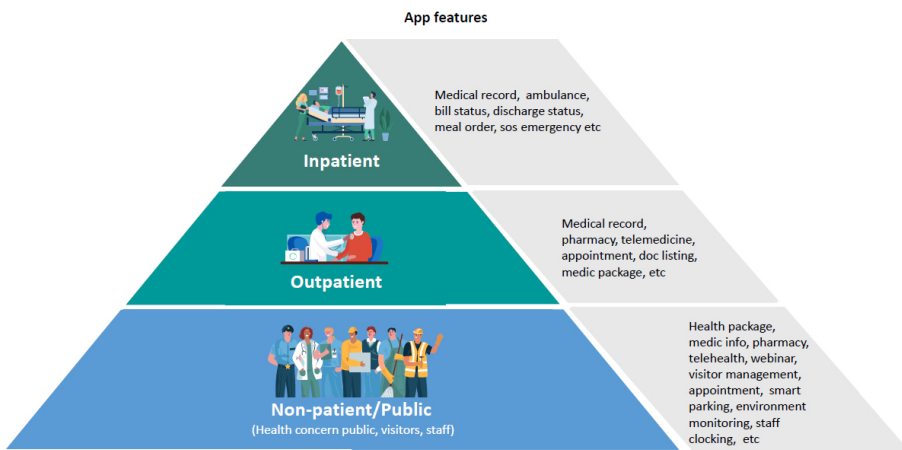 App features
Medical record, ambulance,
bill status, discharge status,
meal order, sos emergency etc
Inpatient
Medical record,
pharmacy, telemedicine,
appointment, doc listing,
medic package, etc
Outpatient
Health package,
medic info, pharmacy,
telehealth, webinar,
visitor management,
appointment, smart
parking, environment
monitoring, staff
clocking, etc
Non-patient/Public
(Health concern public, visitors, staff)